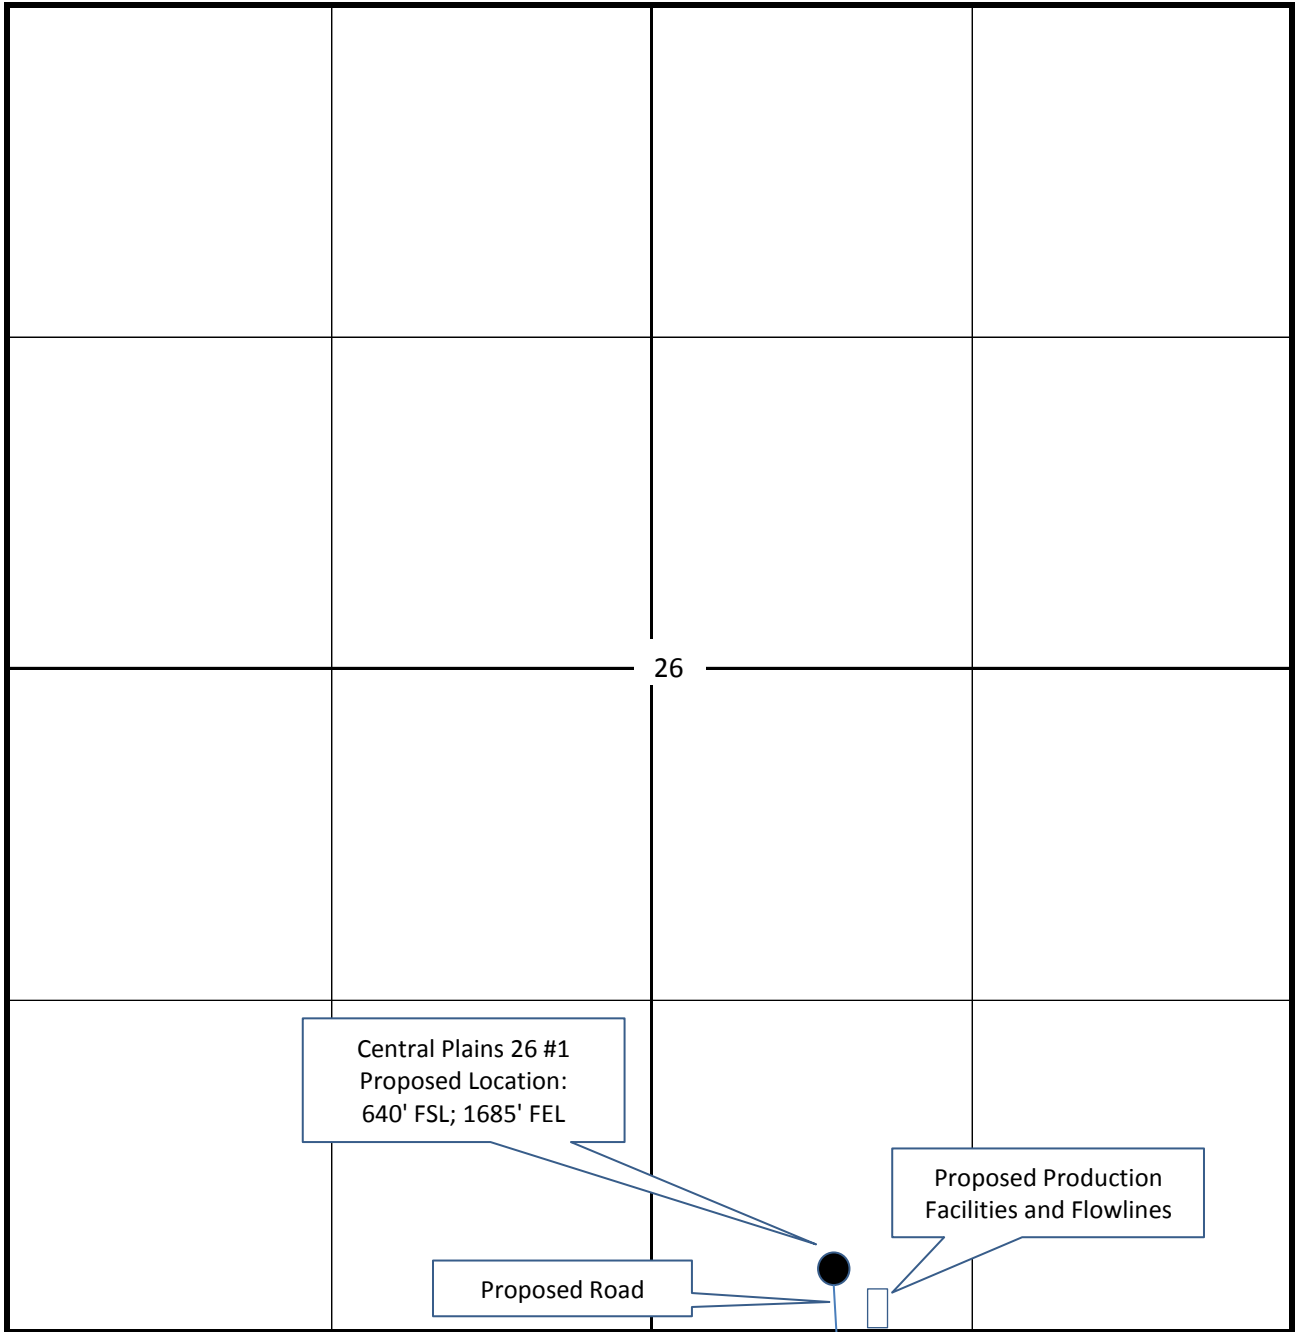 26
Central Plains 26 #1
Proposed Location:
640' FSL; 1685' FEL
Proposed Production
Facilities and Flowlines
Proposed Road